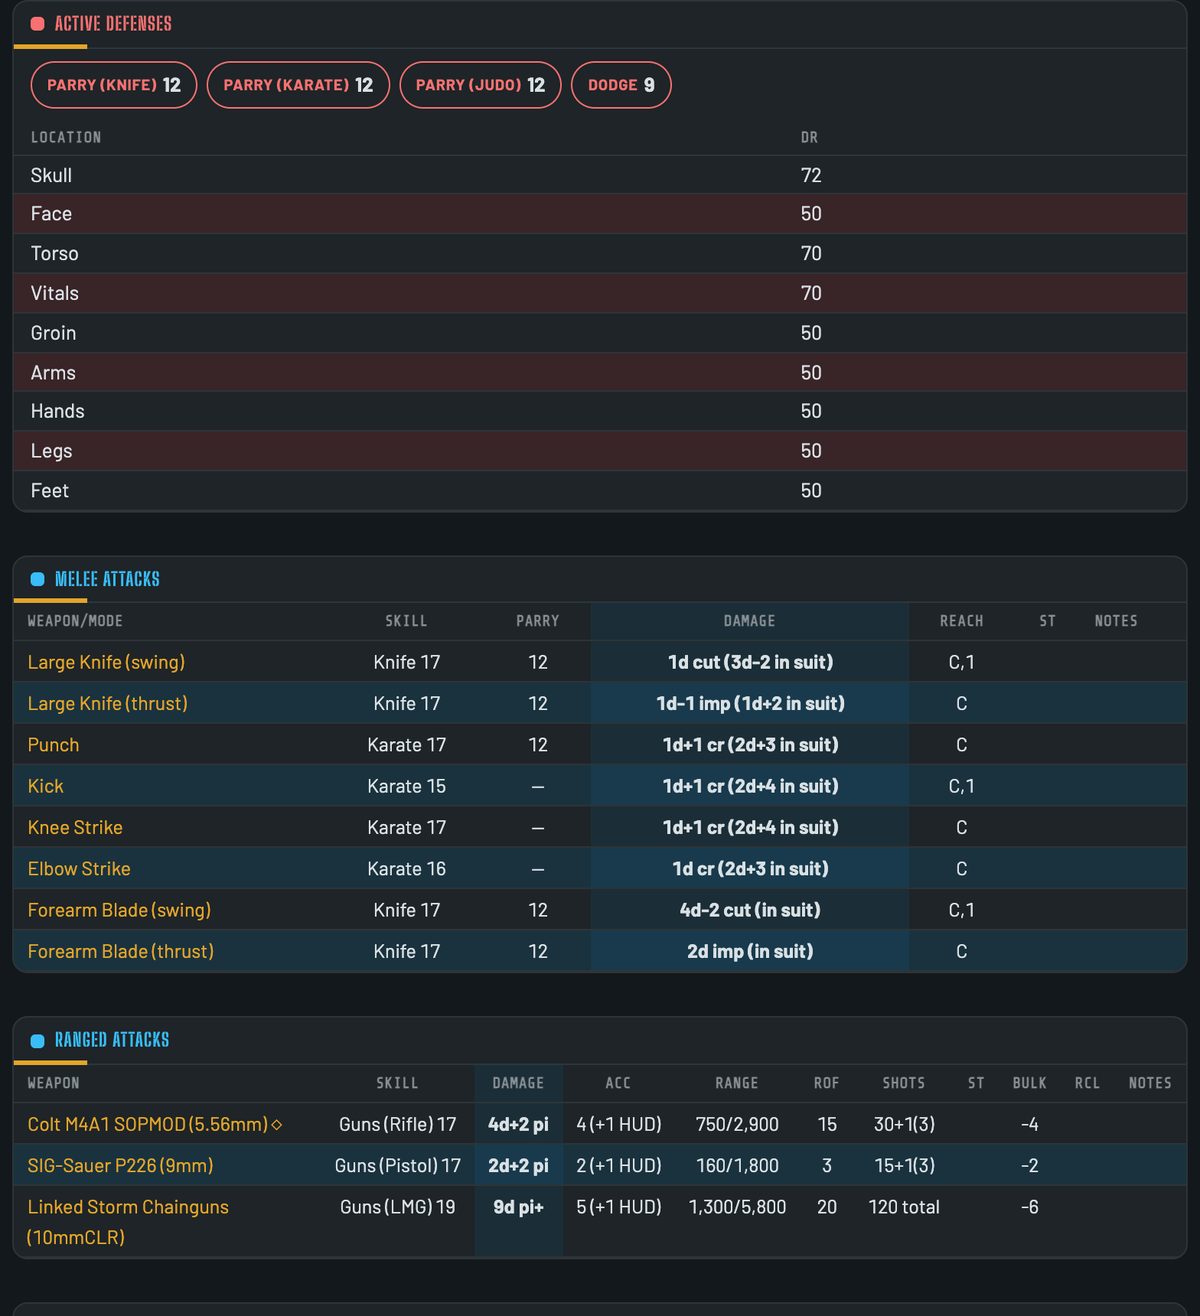 ACTIVE DEFENSES
PARRY (KNIFE) 12 PARRY (KARATE) 12 PARRY (JUDO) 12 DODGE 9
LOCATION DR
Skull 72
Face 50
Torso 70
Vitals 70
Groin 50
Arms 50
Hands 50
Legs 50
Feet 50
MELEE ATTACKS
WEAPON/MODE SKILL PARRY DAMAGE REACH ST NOTES
Large Knife (swing) Knife 17 12 1d cut (3d-2 in suit) C,1
Large Knife (thrust) Knife 17 12 1d-1 imp (1d+2 in suit) C
Punch Karate 17 12 1d+1 cr (2d+3 in suit) C
Kick Karate 15 — 1d+1 cr (2d+4 in suit) C,1
Knee Strike Karate 17 — 1d+1 cr (2d+4 in suit) C
Elbow Strike Karate 16 — 1d cr (2d+3 in suit) C
Forearm Blade (swing) Knife 17 12 4d-2 cut (in suit) C,1
Forearm Blade (thrust) Knife 17 12 2d imp (in suit) C
RANGED ATTACKS
WEAPON SKILL DAMAGE ACC RANGE ROF SHOTS ST BULK RCL NOTES
Colt M4A1 SOPMOD (5.56mm) ◇ Guns (Rifle) 17 4d+2 pi 4 (+1 HUD) 750/2,900 15 30+1(3) -4
SIG-Sauer P226 (9mm) Guns (Pistol) 17 2d+2 pi 2 (+1 HUD) 160/1,800 3 15+1(3) -2
Linked Storm Chainguns Guns (LMG) 19 9d pi+ 5 (+1 HUD) 1,300/5,800 20 120 total -6
(10mmCLR)